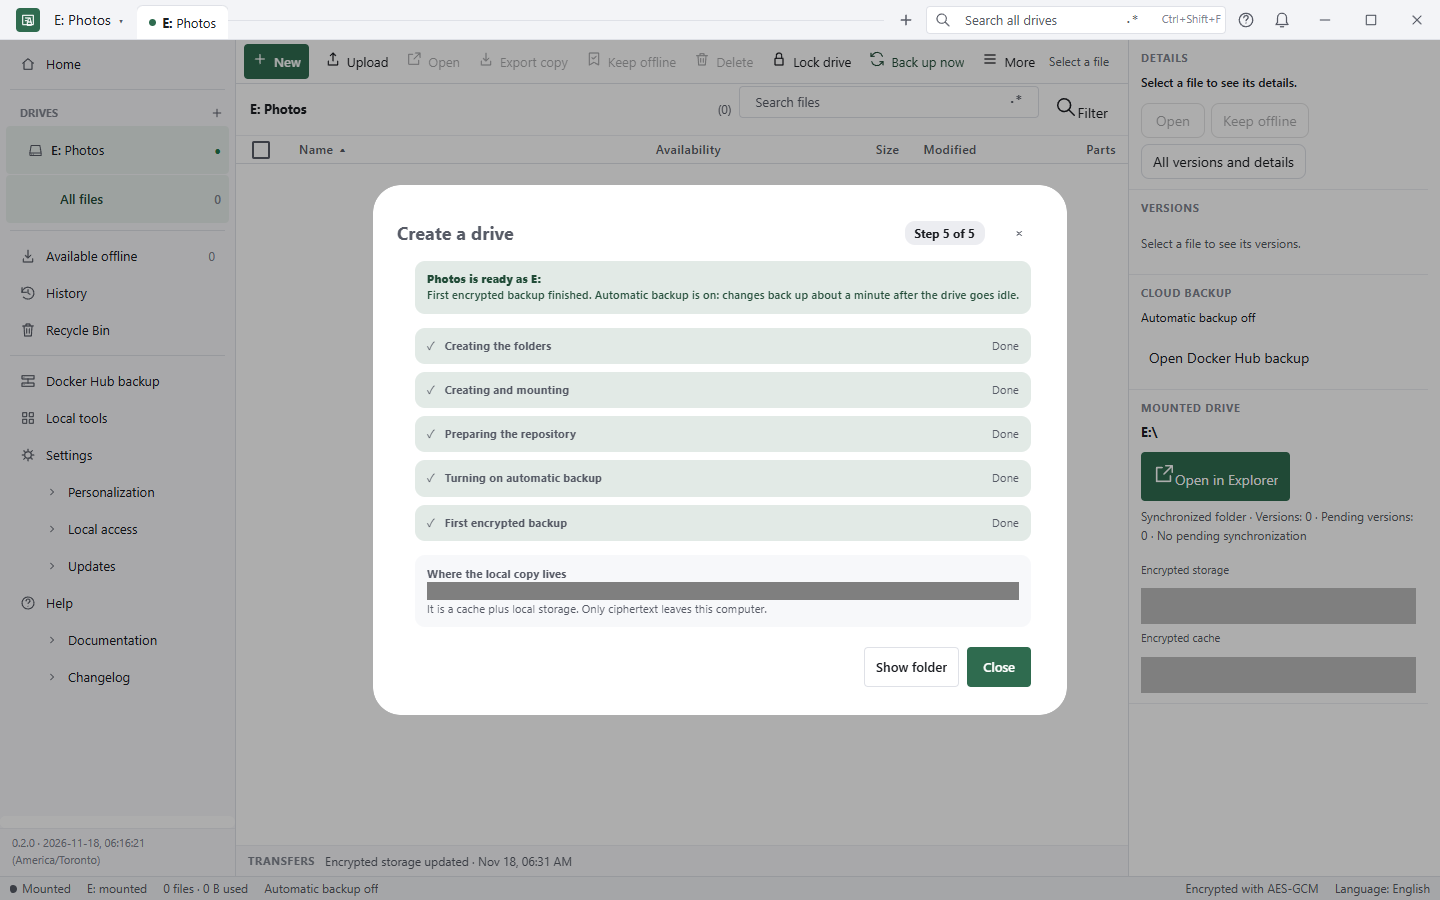 E: Photos
E: Photos
Search all drives
.*
Ctrl+Shift+F
Home
DRIVES
E: Photos
All files
0
Available offline
0
History
Recycle Bin
Docker Hub backup
Local tools
Settings
Personalization
Local access
Updates
Help
Documentation
Changelog
0.2.0 · 2026-11-18, 06:16:21
(America/Toronto)
New
Upload
Open
Export copy
Keep offline
Delete
Lock drive
Back up now
More
Select a file
E: Photos
(0)
Search files
.*
Filter
Name
Availability
Size
Modified
Parts
Create a drive
Step 5 of 5
Photos is ready as E:
First encrypted backup finished. Automatic backup is on: changes back up about a minute after the drive goes idle.
Creating the folders
Done
Creating and mounting
Done
Preparing the repository
Done
Turning on automatic backup
Done
First encrypted backup
Done
Where the local copy lives
It is a cache plus local storage. Only ciphertext leaves this computer.
Show folder
Close
DETAILS
Select a file to see its details.
Open
Keep offline
All versions and details
VERSIONS
Select a file to see its versions.
CLOUD BACKUP
Automatic backup off
Open Docker Hub backup
MOUNTED DRIVE
E:\
Open in Explorer
Synchronized folder · Versions: 0 · Pending versions:
0 · No pending synchronization
Encrypted storage
Encrypted cache
TRANSFERS
Encrypted storage updated · Nov 18, 06:31 AM
Mounted
E: mounted
0 files · 0 B used
Automatic backup off
Encrypted with AES-GCM
Language: English